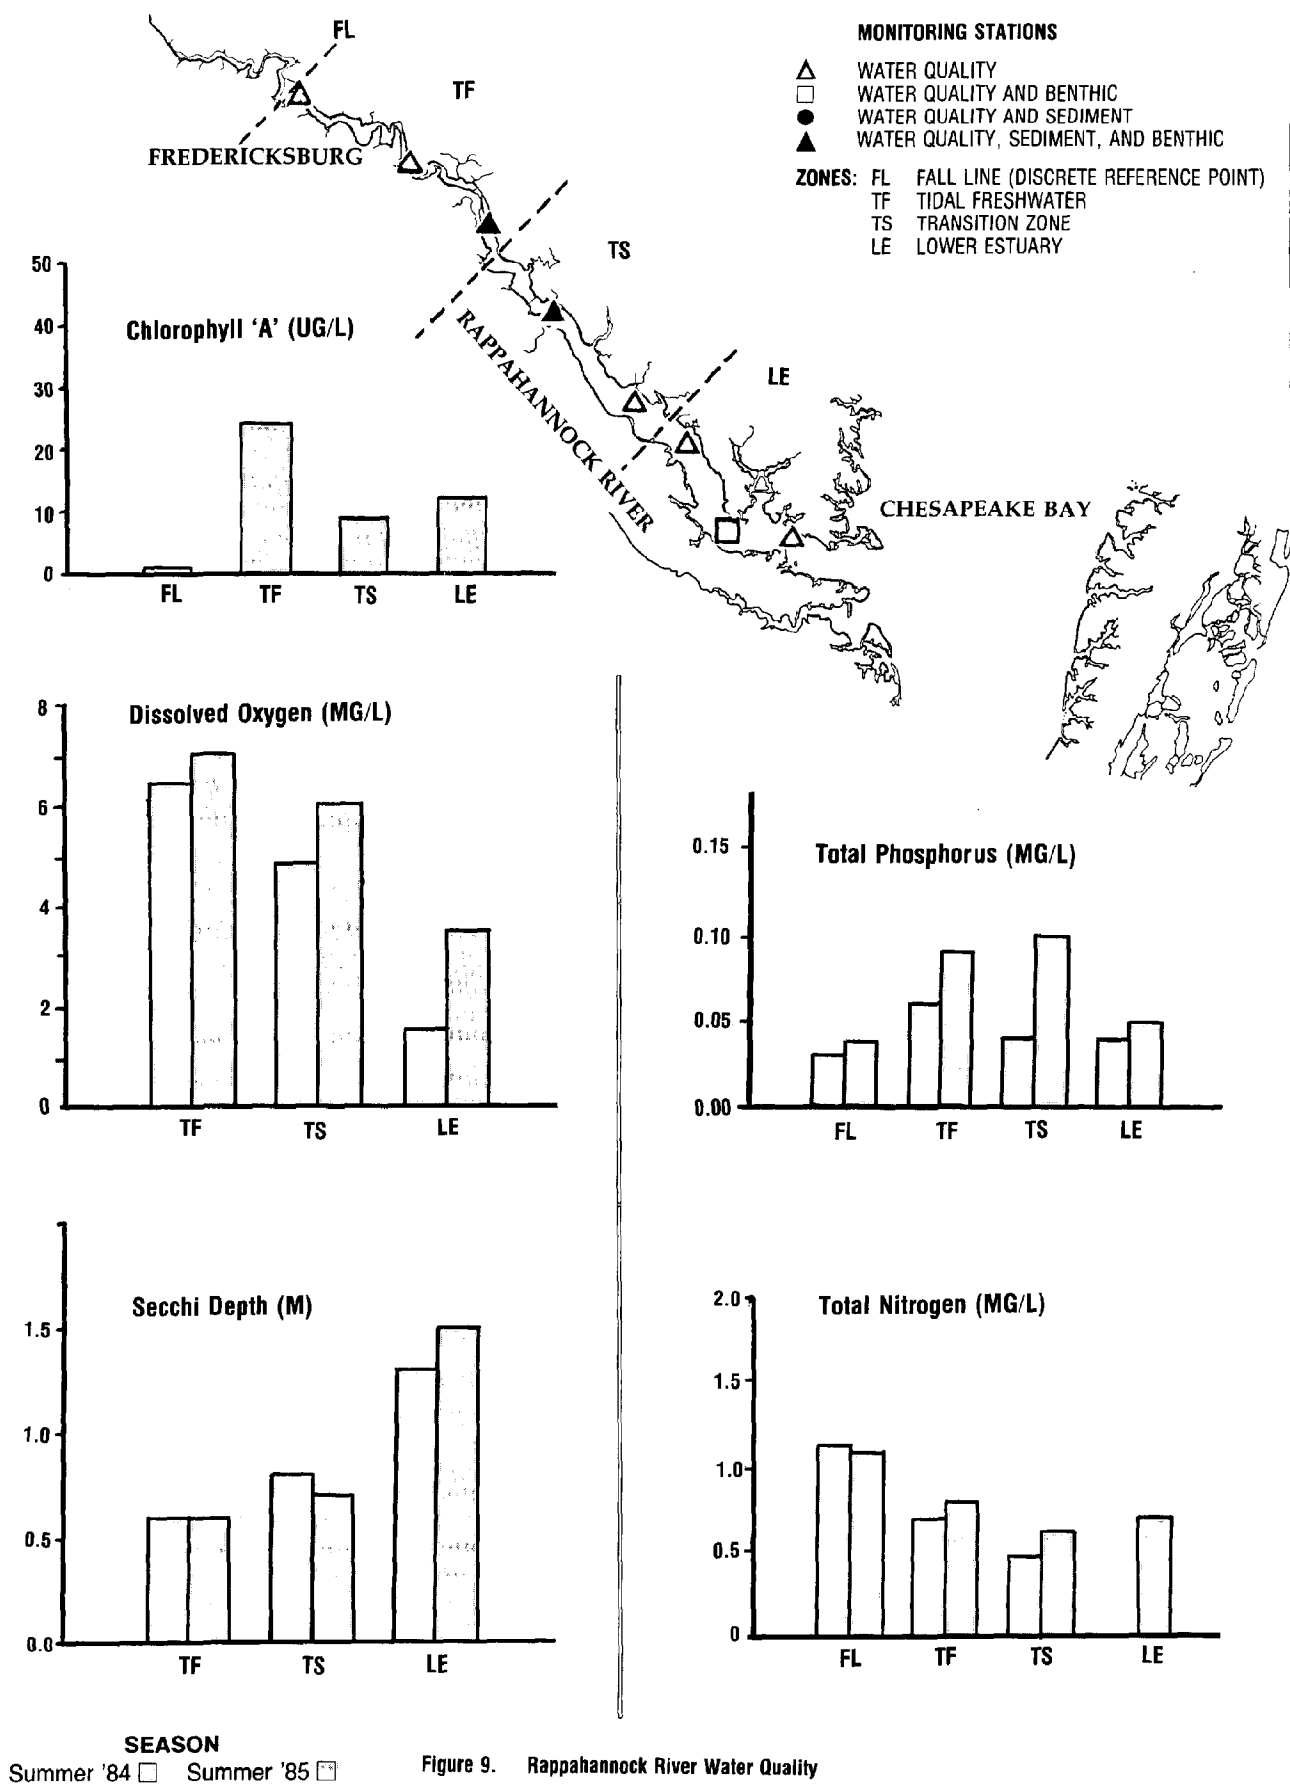 FL
TF
FREDERICKSBURG
TS
RAPPAHANNOCK RIVER
LE
CHESAPEAKE BAY
MONITORING STATIONS
WATER QUALITY
WATER QUALITY AND BENTHIC
WATER QUALITY AND SEDIMENT
WATER QUALITY, SEDIMENT, AND BENTHIC
ZONES: FL FALL LINE (DISCRETE REFERENCE POINT)
TF TIDAL FRESHWATER
TS TRANSITION ZONE
LE LOWER ESTUARY
Chlorophyll 'A' (UG/L)
50
40
30
20
10
0
FL TF TS LE
Dissolved Oxygen (MG/L)
8
6
4
2
0
TF TS LE
Total Phosphorus (MG/L)
0.15
0.10
0.05
0.00
FL TF TS LE
Secchi Depth (M)
1.5
1.0
0.5
0.0
TF TS LE
Total Nitrogen (MG/L)
2.0
1.5
1.0
0.5
0
FL TF TS LE
SEASON
Summer '84 Summer '85
Figure 9. Rappahannock River Water Quality